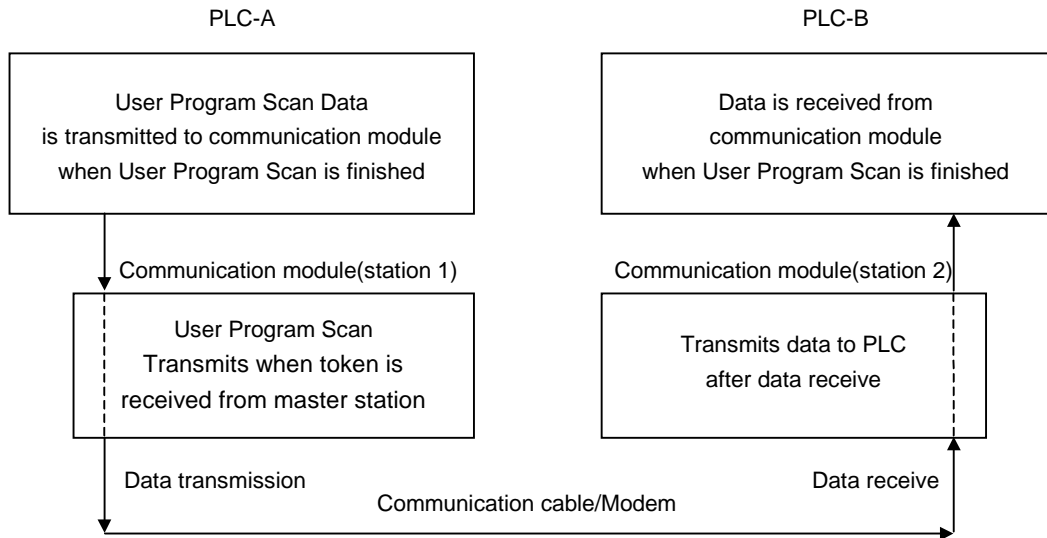 PLC-A
PLC-B
User Program Scan Data
is transmitted to communication module
when User Program Scan is finished
Data is received from
communication module
when User Program Scan is finished
Communication module(station 1)
Communication module(station 2)
User Program Scan
Transmits when token is
received from master station
Transmits data to PLC
after data receive
Data transmission
Data receive
Communication cable/Modem